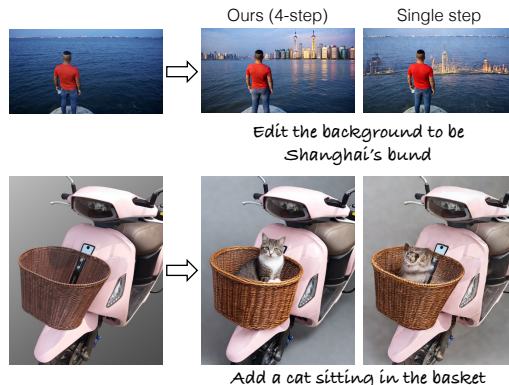 Ours (4-step)
Single step
Edit the background to be
Shanghai's bund
Add a cat sitting in the basket